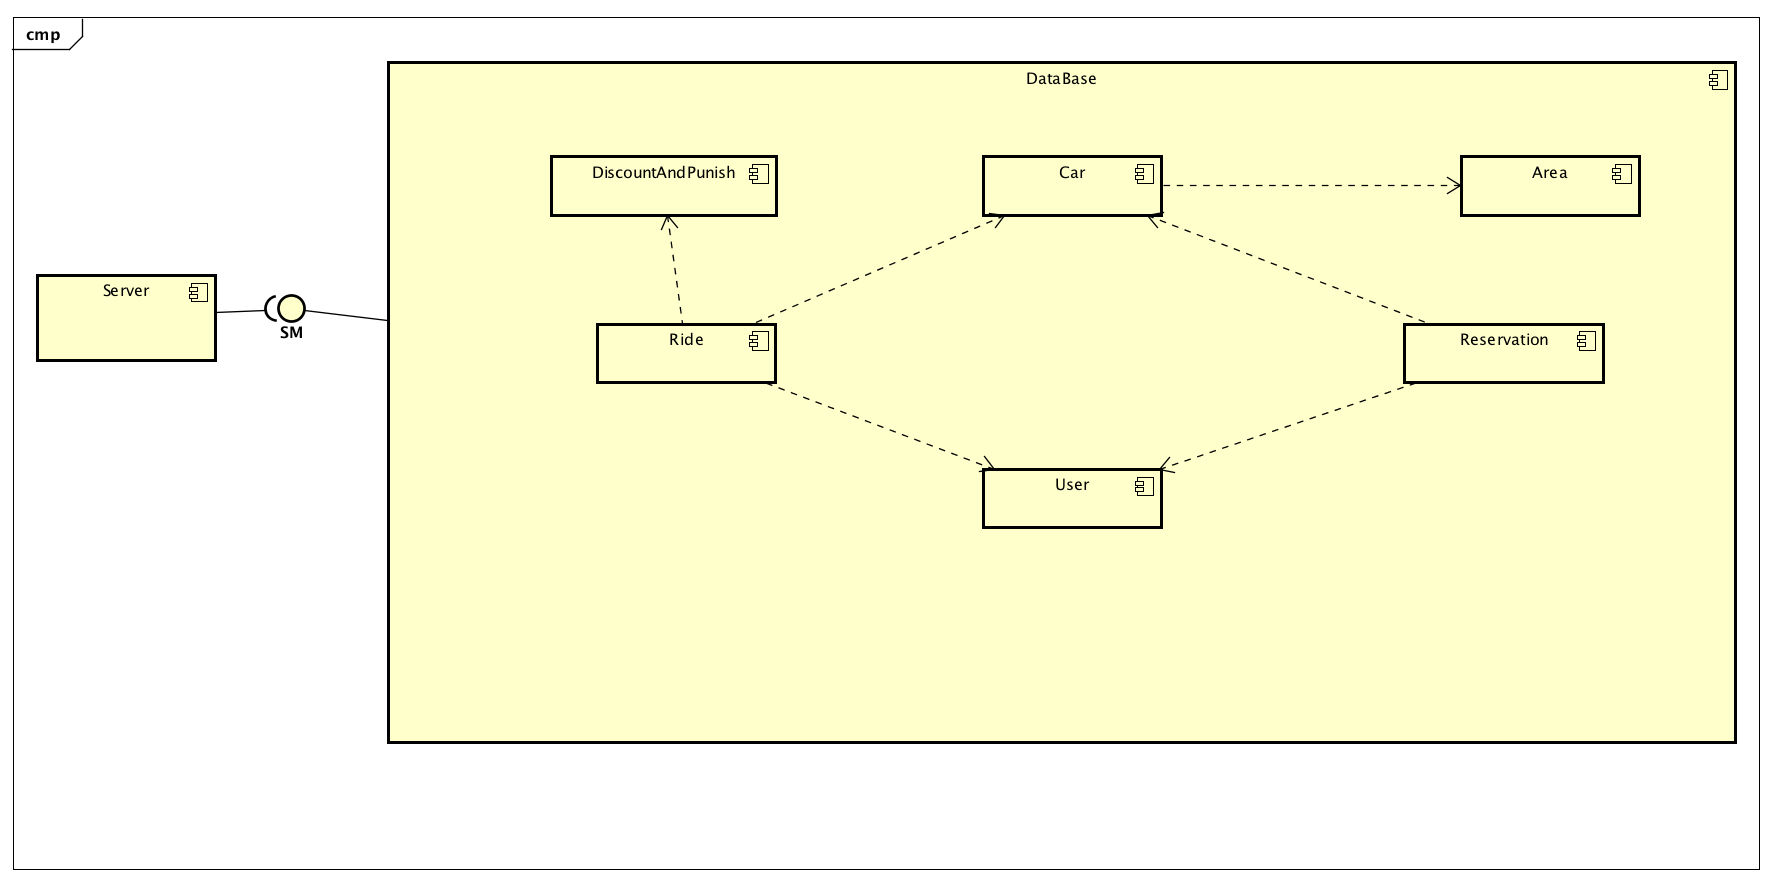 cmp
DataBase
DiscountAndPunish
Car
Area
Server
SM
Ride
Reservation
User